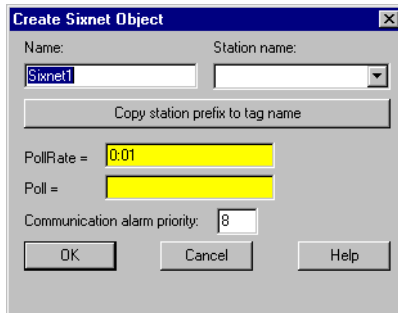 Create Sixnet Object
Name: Station name:
Sixnet1
Copy station prefix to tag name
PollRate = 0:01
Poll =
Communication alarm priority: 8
OK Cancel Help